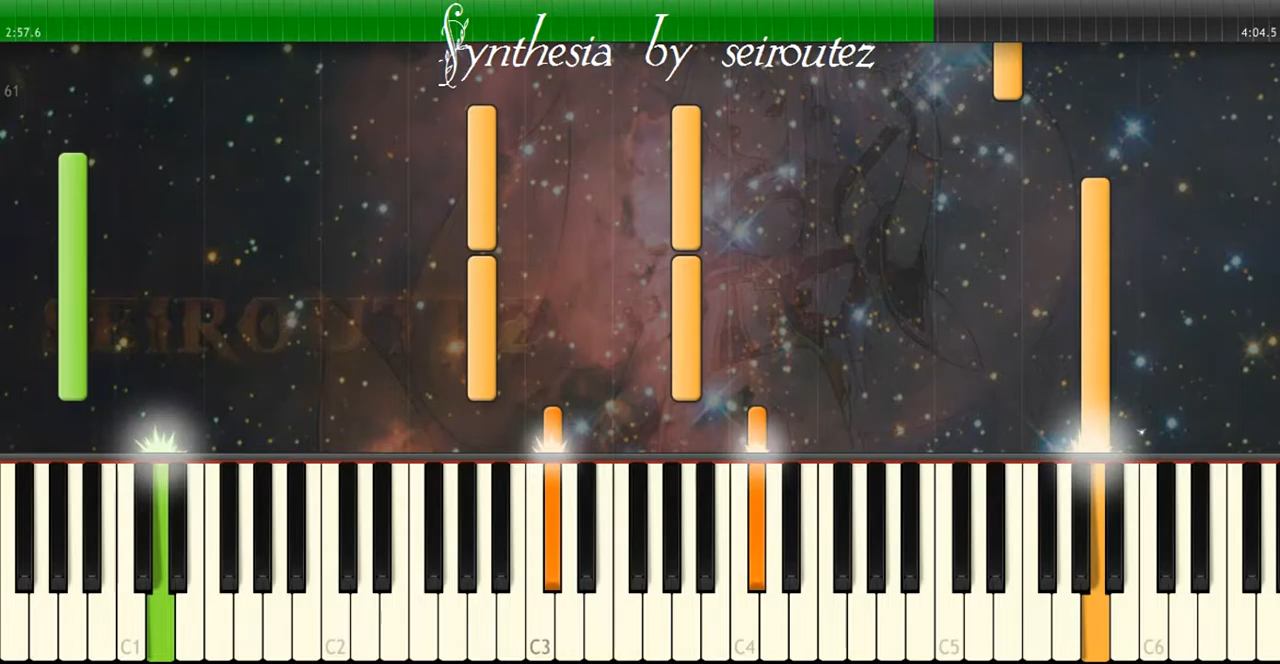 Synthesia by seiroutez
2:57.6
4:04.5
61
SEIROUTEZ
C1 C2 C3 C4 C5 C6